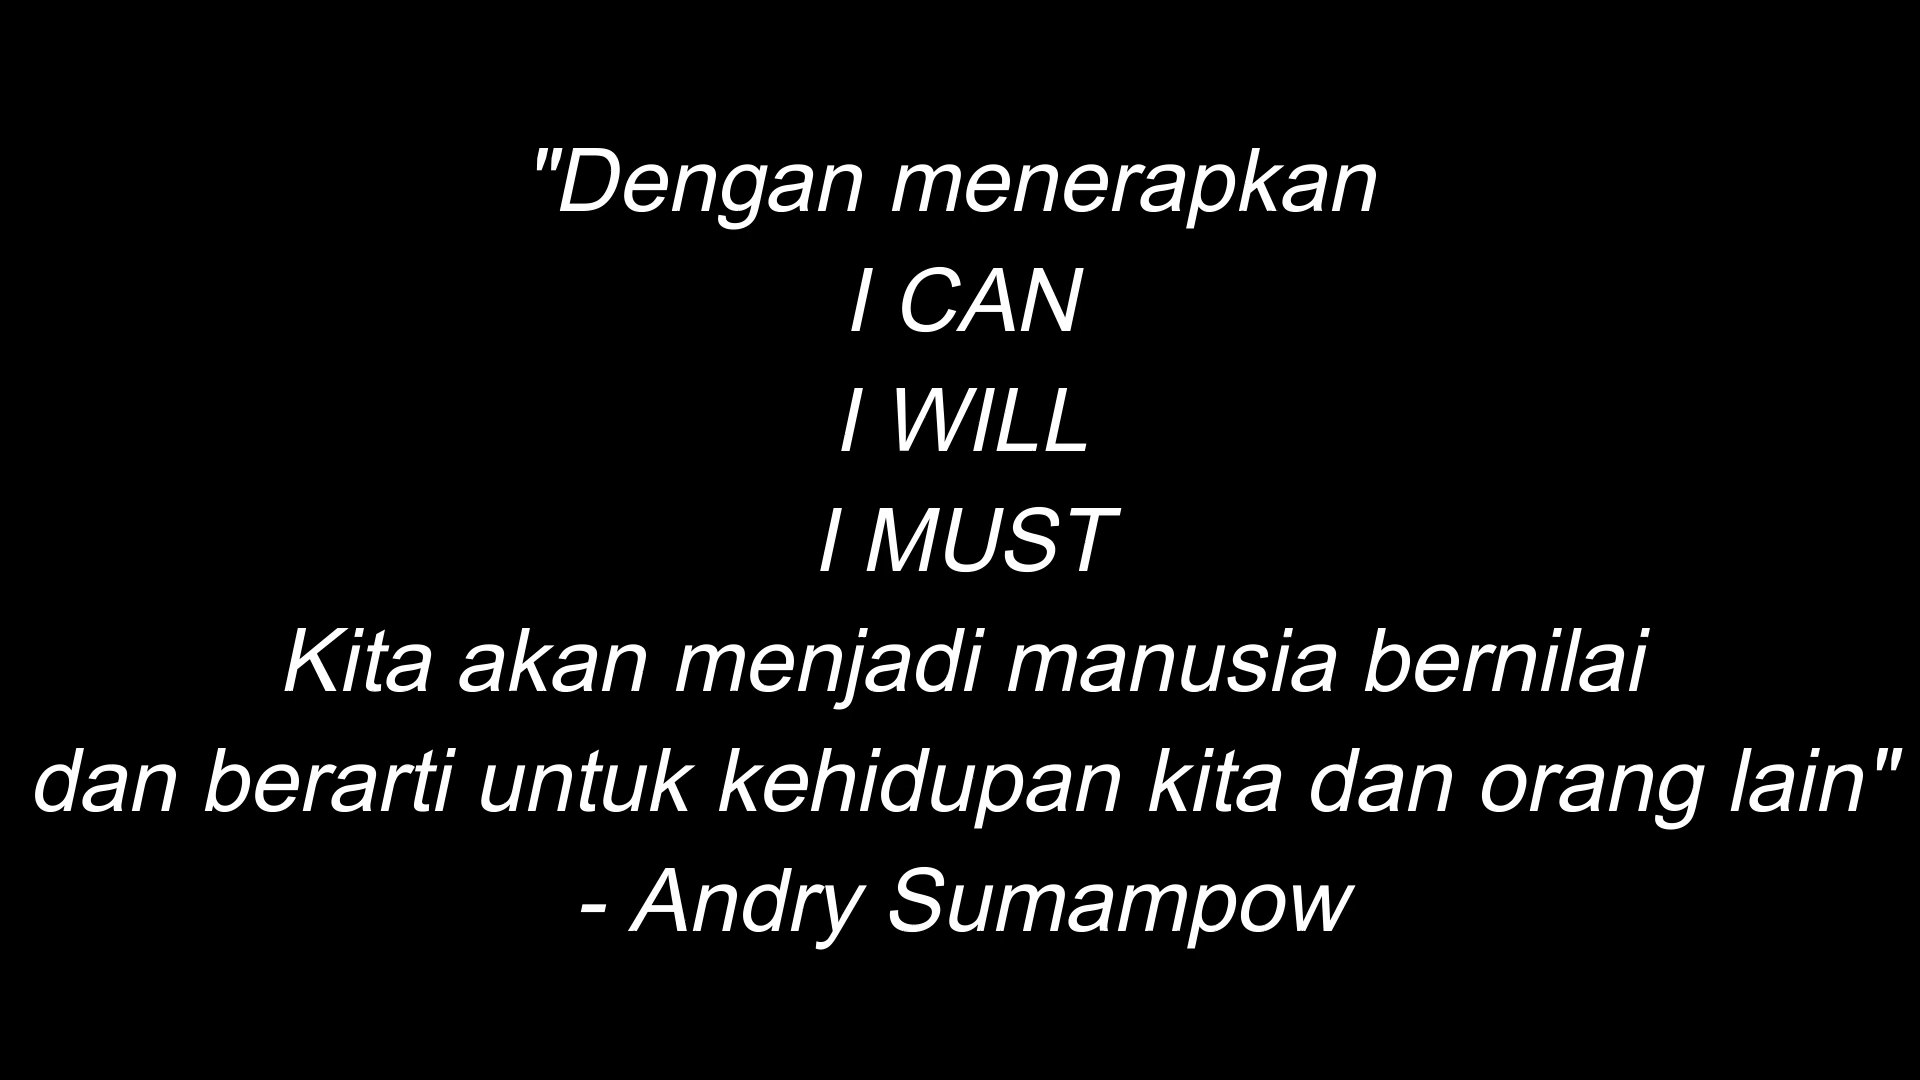 "Dengan menerapkan
I CAN
I WILL
I MUST
Kita akan menjadi manusia bernilai
dan berarti untuk kehidupan kita dan orang lain"
- Andry Sumampow